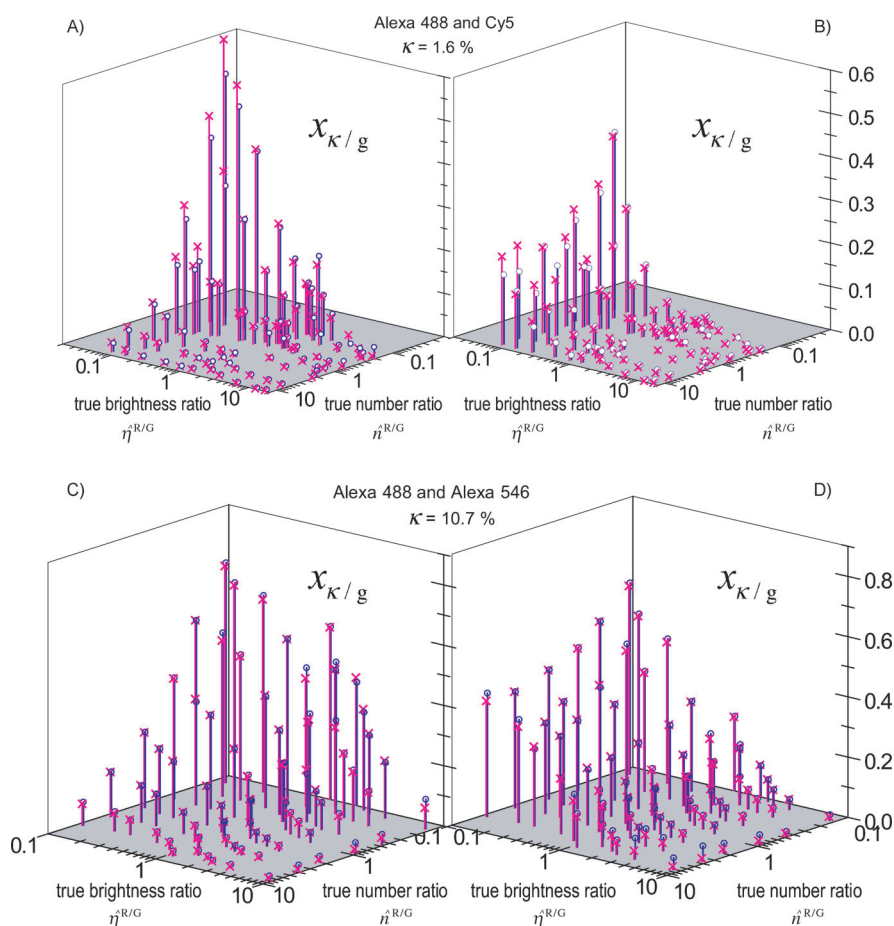 A)
Alexa 488 and Cy5
κ = 1.6 %
B)
x κ / g
x κ / g
0.6
0.5
0.4
0.3
0.2
0.1
0.0
0.1
1
10
10
1
0.1
0.1
1
10
10
1
0.1
true brightness ratio
true number ratio
true brightness ratio
true number ratio
η̂ R/G
n̂ R/G
η̂ R/G
n̂ R/G
C)
Alexa 488 and Alexa 546
κ = 10.7 %
D)
x κ / g
x κ / g
0.8
0.6
0.4
0.2
0.0
0.1
1
10
10
1
0.1
0.1
1
10
10
1
0.1
true brightness ratio
true number ratio
true brightness ratio
true number ratio
η̂ R/G
n̂ R/G
η̂ R/G
n̂ R/G